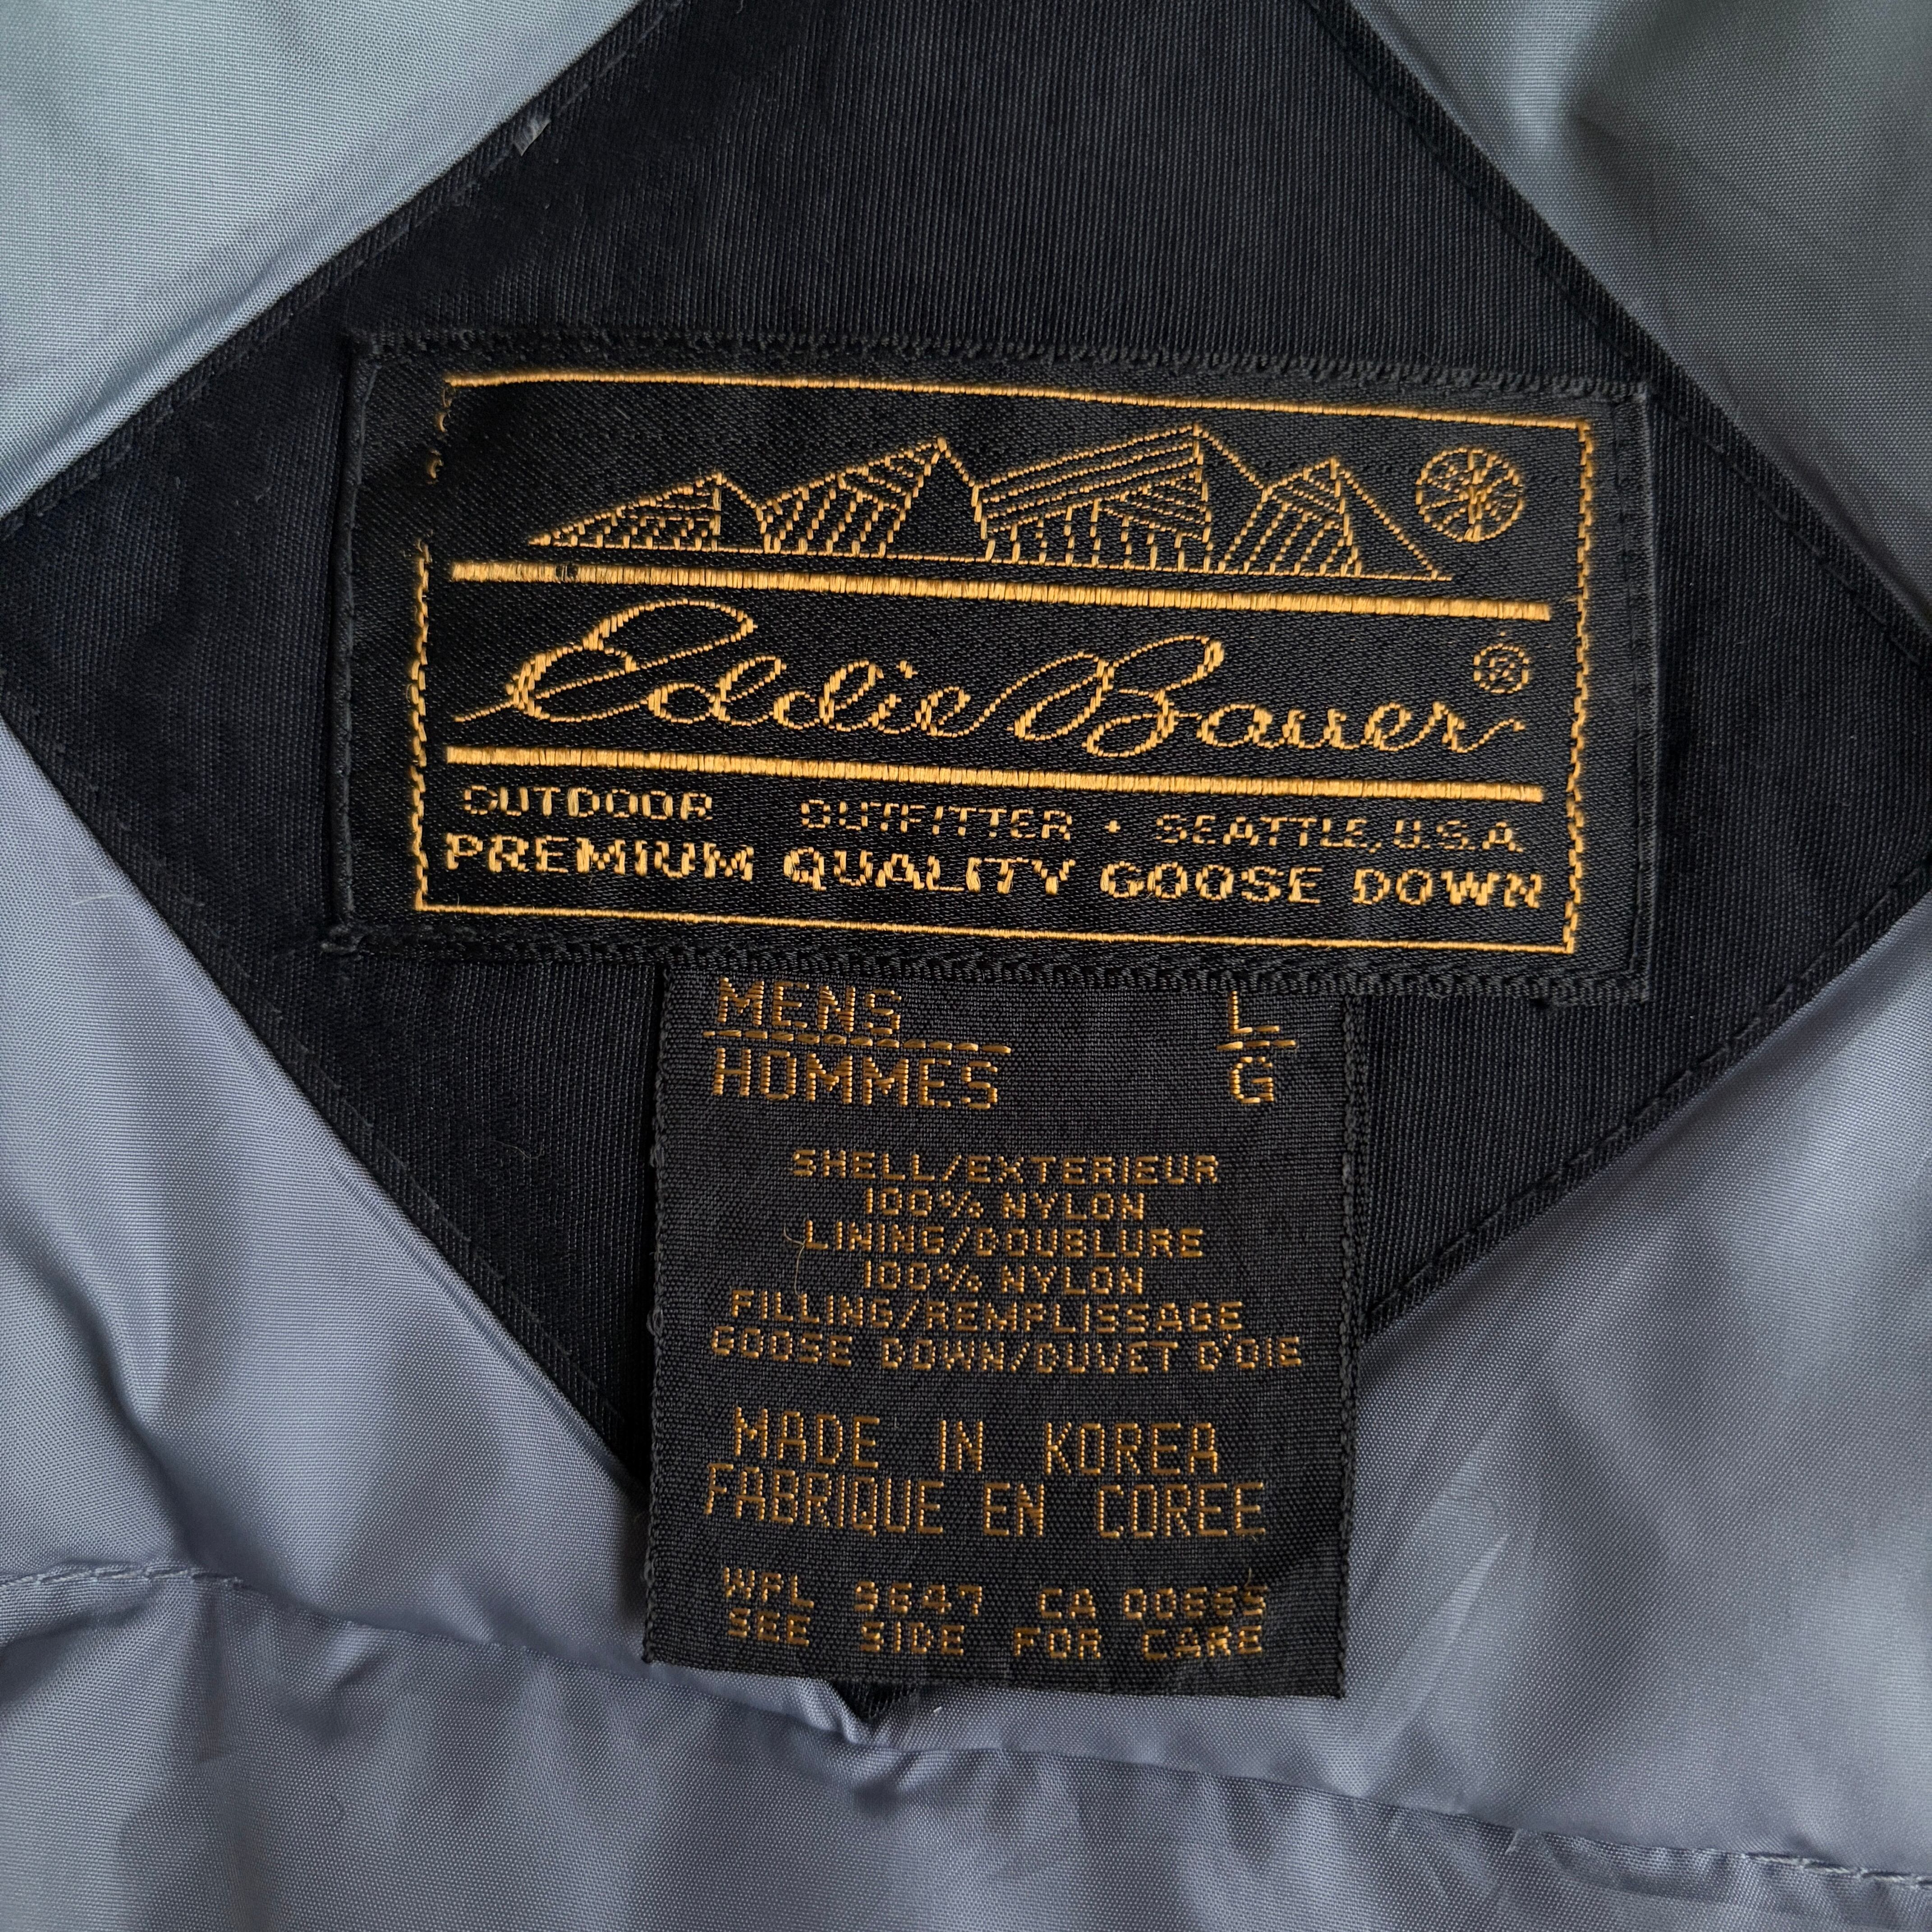 Eddie Bauer®
OUTDOOR OUTFITTER • SEATTLE, U.S.A.
PREMIUM QUALITY GOOSE DOWN
MENS L
HOMMES G
SHELL/EXTERIEUR
100% NYLON
LINING/DOUBLURE
100% NYLON
FILLING/REMPLISSAGE
GOOSE DOWN/DUVET D'OIE
MADE IN KOREA
FABRIQUE EN COREE
WPL 9647 CA 00665
SEE SIDE FOR CARE